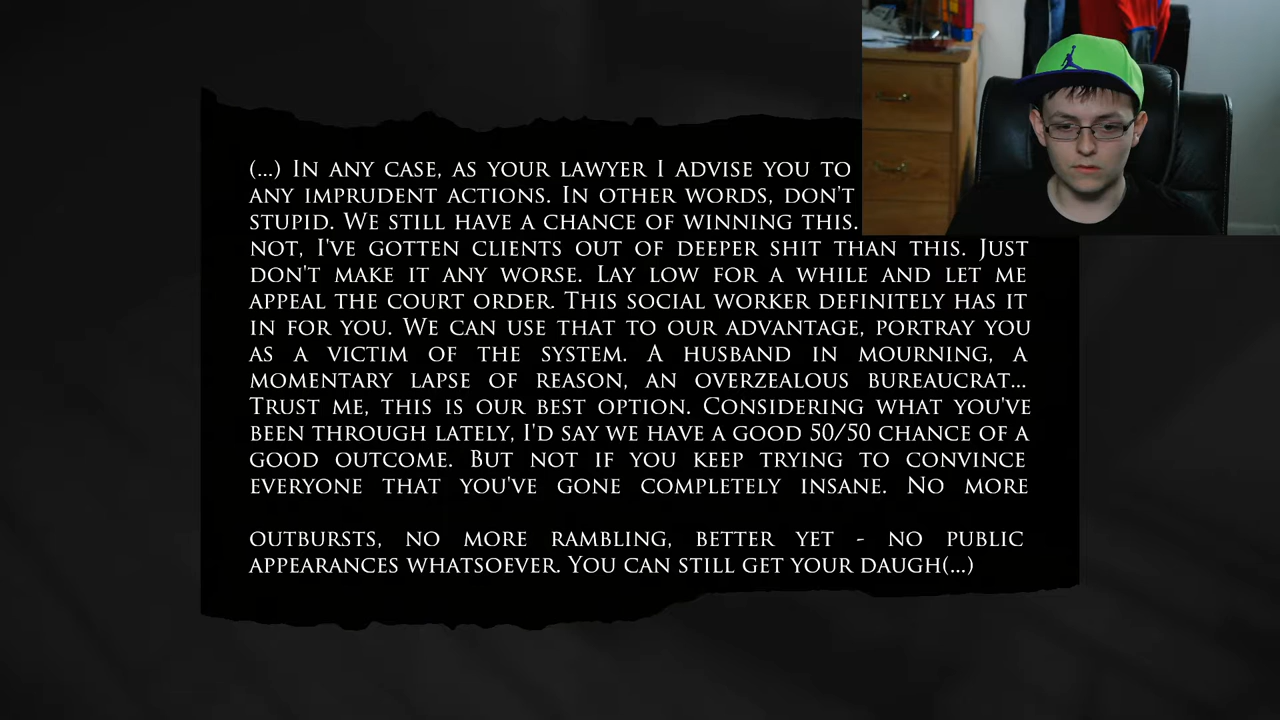 (...) In any case, as your lawyer I advise you to
any imprudent actions. In other words, don't
stupid. We still have a chance of winning this.
not, I've gotten clients out of deeper shit than this. Just
don't make it any worse. Lay low for a while and let me
appeal the court order. This social worker definitely has it
in for you. We can use that to our advantage, portray you
as a victim of the system. A husband in mourning, a
momentary lapse of reason, an overzealous bureaucrat...
Trust me, this is our best option. Considering what you've
been through lately, I'd say we have a good 50/50 chance of a
good outcome. But not if you keep trying to convince
everyone that you've gone completely insane. No more
outbursts, no more rambling, better yet - no public
appearances whatsoever. You can still get your daugh(...)